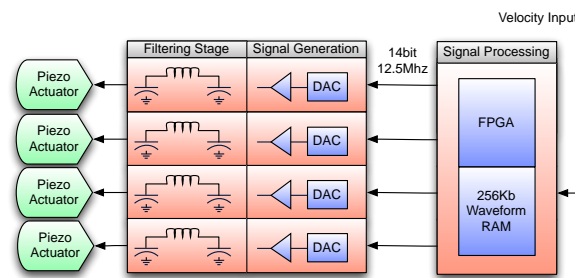 Velocity Input
Filtering Stage
Signal Generation
14bit
12.5Mhz
Signal Processing
Piezo
Actuator
DAC
FPGA
Piezo
Actuator
DAC
Piezo
Actuator
DAC
256Kb
Waveform
RAM
Piezo
Actuator
DAC